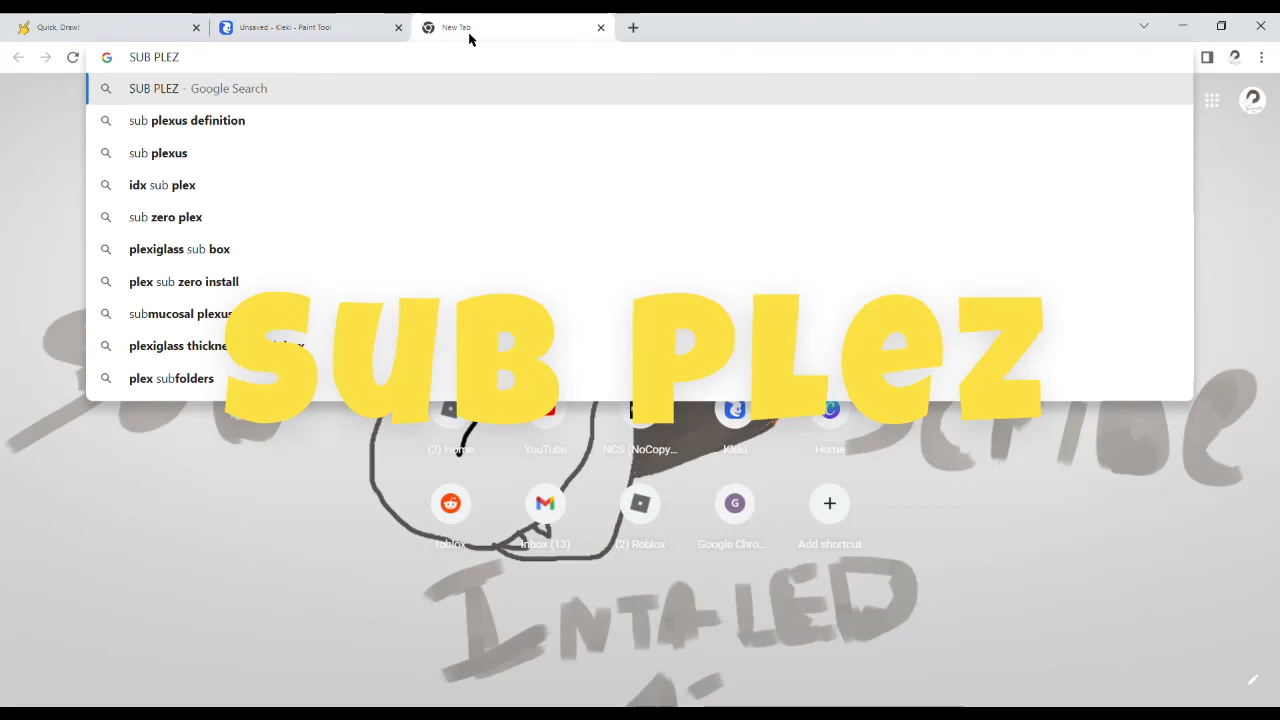 Quick, Draw!
Unsaved - Kleki - Paint Tool
New Tab
SUB PLEZ
SUB PLEZ - Google Search
sub plexus definition
sub plexus
idx sub plex
sub zero plex
plexiglass sub box
plex sub zero install
submucosal plexus
plexiglass thickne
plex subfolders
SUB PLEZ
(2) Home
YouTube
NCS (NoCopy...
Kleki
Home
roblox
Inbox (13)
(2) Roblox
Google Chro...
Add shortcut
INTALED